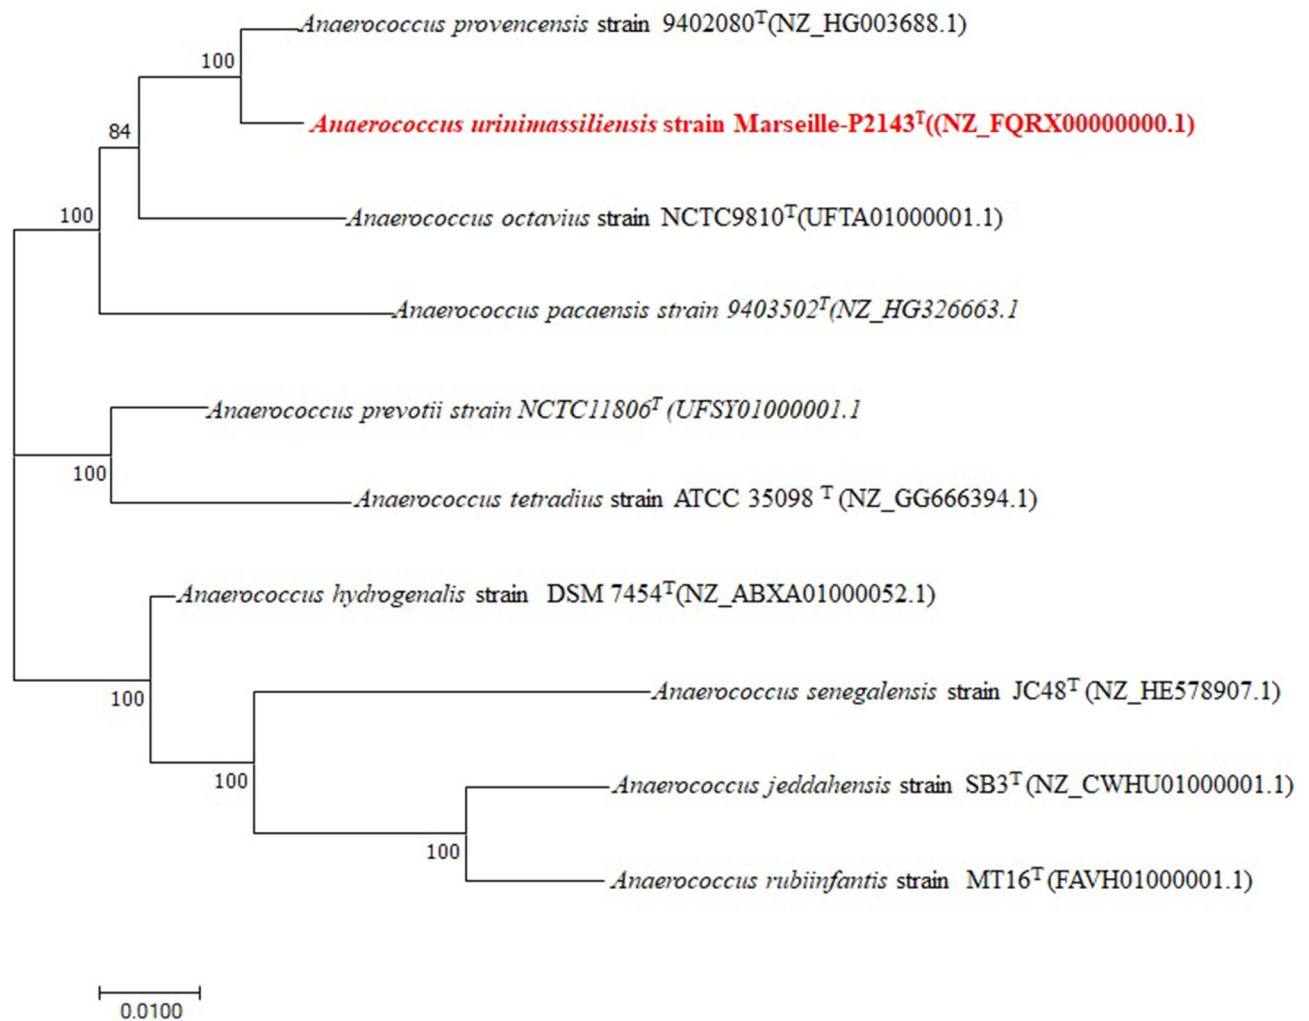 Anaerococcus provencensis strain 9402080T(NZ_HG003688.1)
100
Anaerococcus urinimassiliensis strain Marseille-P2143T((NZ_FQRX00000000.1)
84
Anaerococcus octavius strain NCTC9810T(UFTA01000001.1)
100
Anaerococcus pacaensis strain 9403502T(NZ_HG326663.1
Anaerococcus prevotii strain NCTC11806T (UFSY01000001.1
100
Anaerococcus tetradius strain ATCC 35098 T (NZ_GG666394.1)
Anaerococcus hydrogenalis strain DSM 7454T(NZ_ABXA01000052.1)
100
Anaerococcus senegalensis strain JC48T (NZ_HE578907.1)
100
Anaerococcus jeddahensis strain SB3T (NZ_CWHU01000001.1)
100
Anaerococcus rubiinfantis strain MT16T (FAVH01000001.1)
0.0100